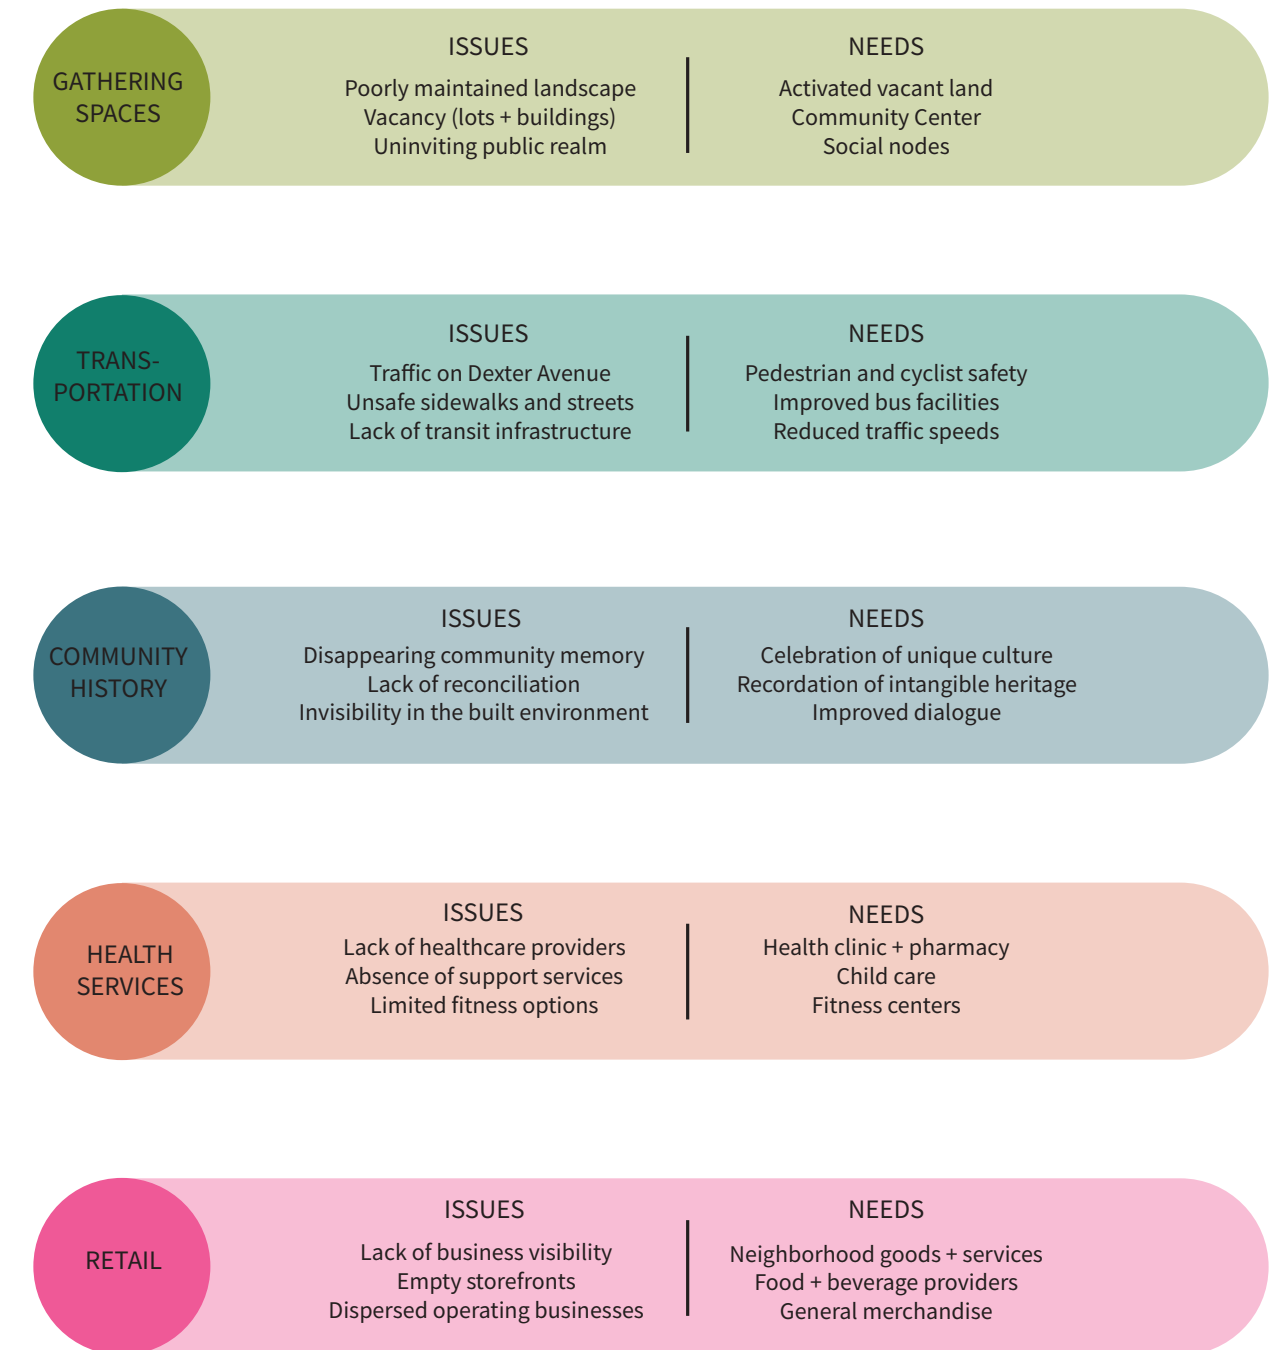 GATHERING
SPACES
ISSUES
Poorly maintained landscape
Vacancy (lots + buildings)
Uninviting public realm
NEEDS
Activated vacant land
Community Center
Social nodes
TRANS-
PORTATION
ISSUES
Traffic on Dexter Avenue
Unsafe sidewalks and streets
Lack of transit infrastructure
NEEDS
Pedestrian and cyclist safety
Improved bus facilities
Reduced traffic speeds
COMMUNITY
HISTORY
ISSUES
Disappearing community memory
Lack of reconciliation
Invisibility in the built environment
NEEDS
Celebration of unique culture
Recordation of intangible heritage
Improved dialogue
HEALTH
SERVICES
ISSUES
Lack of healthcare providers
Absence of support services
Limited fitness options
NEEDS
Health clinic + pharmacy
Child care
Fitness centers
RETAIL
ISSUES
Lack of business visibility
Empty storefronts
Dispersed operating businesses
NEEDS
Neighborhood goods + services
Food + beverage providers
General merchandise